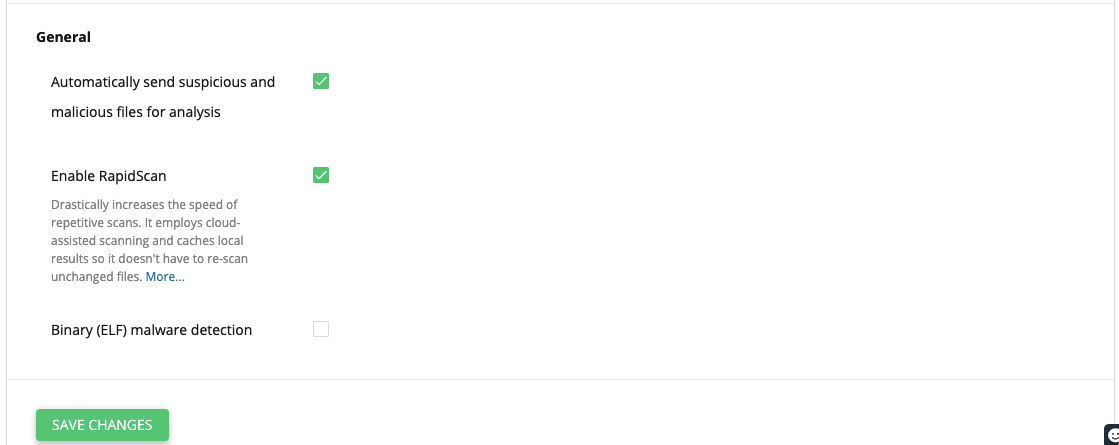 General
Automatically send suspicious and
malicious files for analysis
Enable RapidScan
Drastically increases the speed of
repetitive scans. It employs cloud-
assisted scanning and caches local
results so it doesn't have to re-scan
unchanged files. More...
Binary (ELF) malware detection
SAVE CHANGES